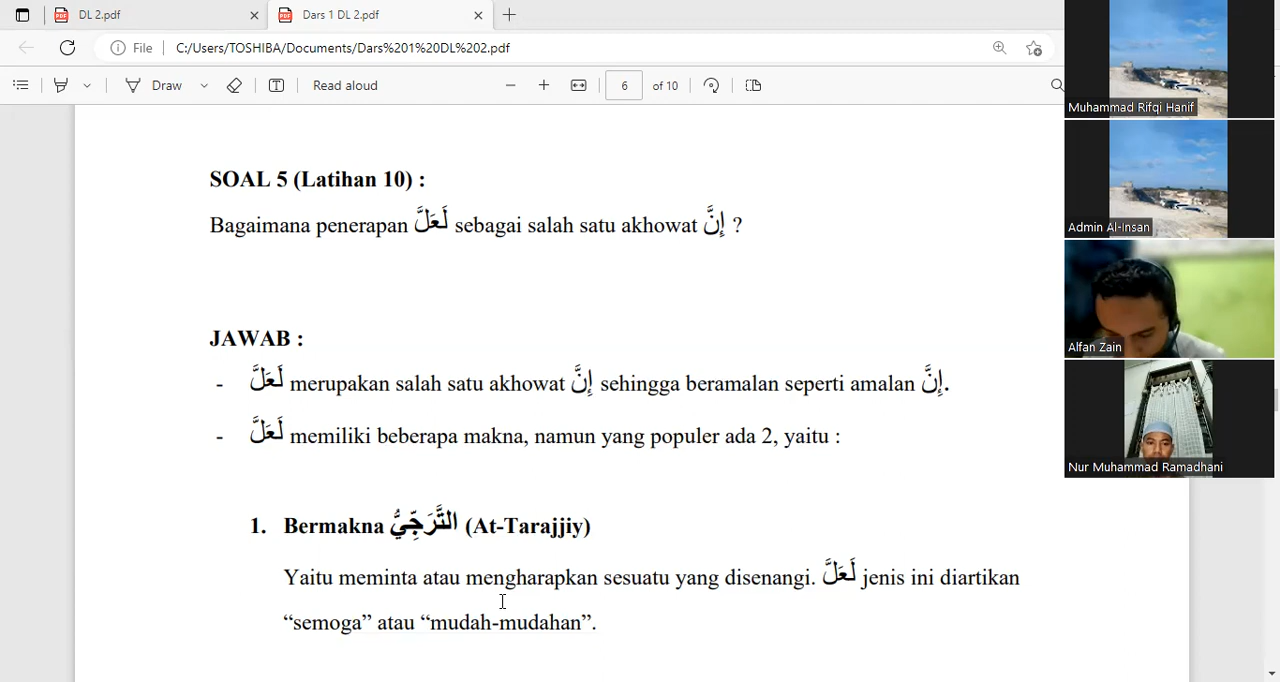 DL 2.pdf
Dars 1 DL 2.pdf
File
C:/Users/TOSHIBA/Documents/Dars%201%20DL%202.pdf
Draw
Read aloud
6
of 10
SOAL 5 (Latihan 10) :
Bagaimana penerapan لَعَلَّ sebagai salah satu akhowat إِنَّ ?
JAWAB :
- لَعَلَّ merupakan salah satu akhowat إِنَّ sehingga beramalan seperti amalan إِنَّ.
- لَعَلَّ memiliki beberapa makna, namun yang populer ada 2, yaitu :
1. Bermakna التَّرَجِّيُّ (At-Tarajjiy)
Yaitu meminta atau mengharapkan sesuatu yang disenangi. لَعَلَّ jenis ini diartikan
“semoga” atau “mudah-mudahan”.
Muhammad Rifqi Hanif
Admin Al-Insan
Alfan Zain
Nur Muhammad Ramadhani